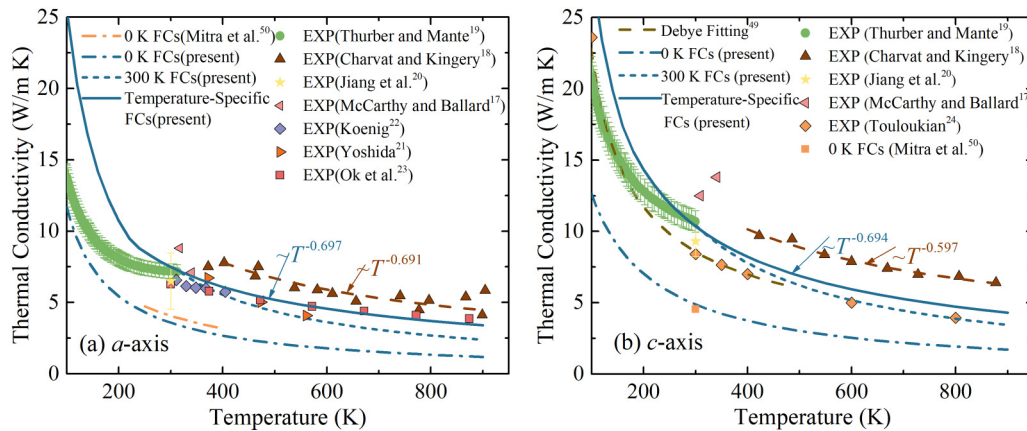 25
20
15
10
5
0
Thermal Conductivity (W/m K)
200 400 600 800
Temperature (K)
0 K FCs(Mitra et al.50)
0 K FCs(present)
300 K FCs(present)
Temperature-Specific
FCs(present)
EXP(Thurber and Mante19)
EXP(Charvat and Kingery18)
EXP(Jiang et al.20)
EXP(McCarthy and Ballard17)
EXP(Koenig22)
EXP(Yoshida21)
EXP(Ok et al.23)
~T-0.697
~T-0.691
(a) a-axis
25
20
15
10
5
0
Thermal Conductivity (W/m K)
200 400 600 800
Temperature (K)
Debye Fitting49
0 K FCs (present)
300 K FCs (present)
Temperature-Specific
FCs (present)
EXP (Thurber and Mante19)
EXP (Charvat and Kingery18)
EXP (Jiang et al.20)
EXP (McCarthy and Ballard17)
EXP (Touloukian24)
0 K FCs (Mitra et al.50)
~T-0.694
~T-0.597
(b) c-axis